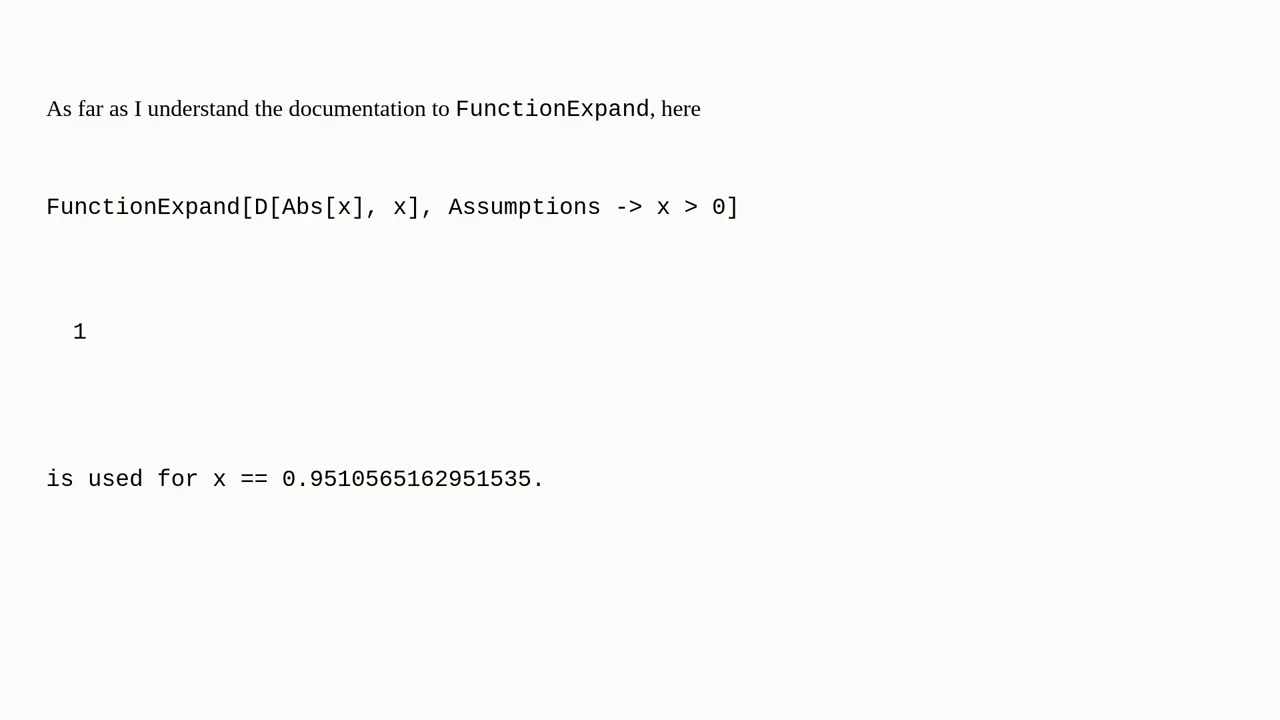 As far as I understand the documentation to FunctionExpand, here
FunctionExpand[D[Abs[x], x], Assumptions -> x > 0]
1
is used for x == 0.9510565162951535.